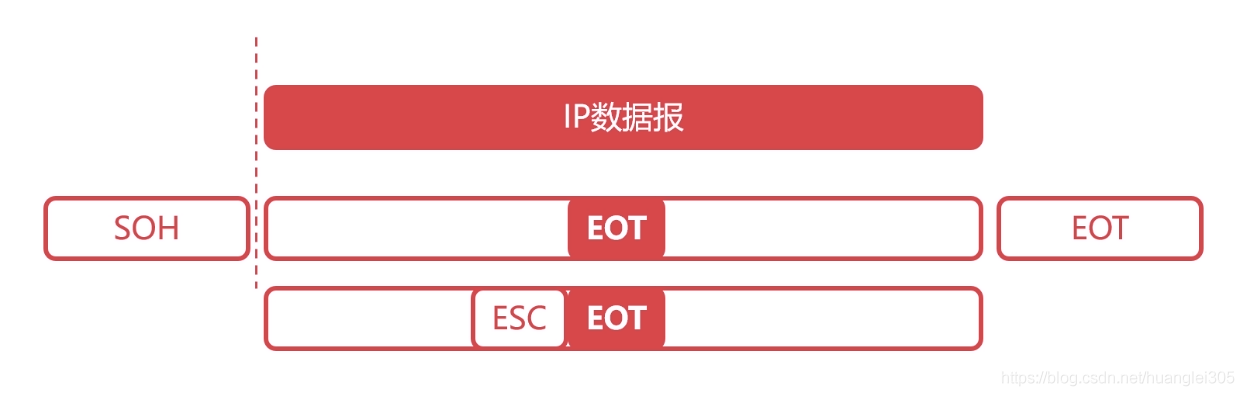 IP数据报
SOH
EOT
EOT
ESC
EOT
https://blog.csdn.net/huanglei305